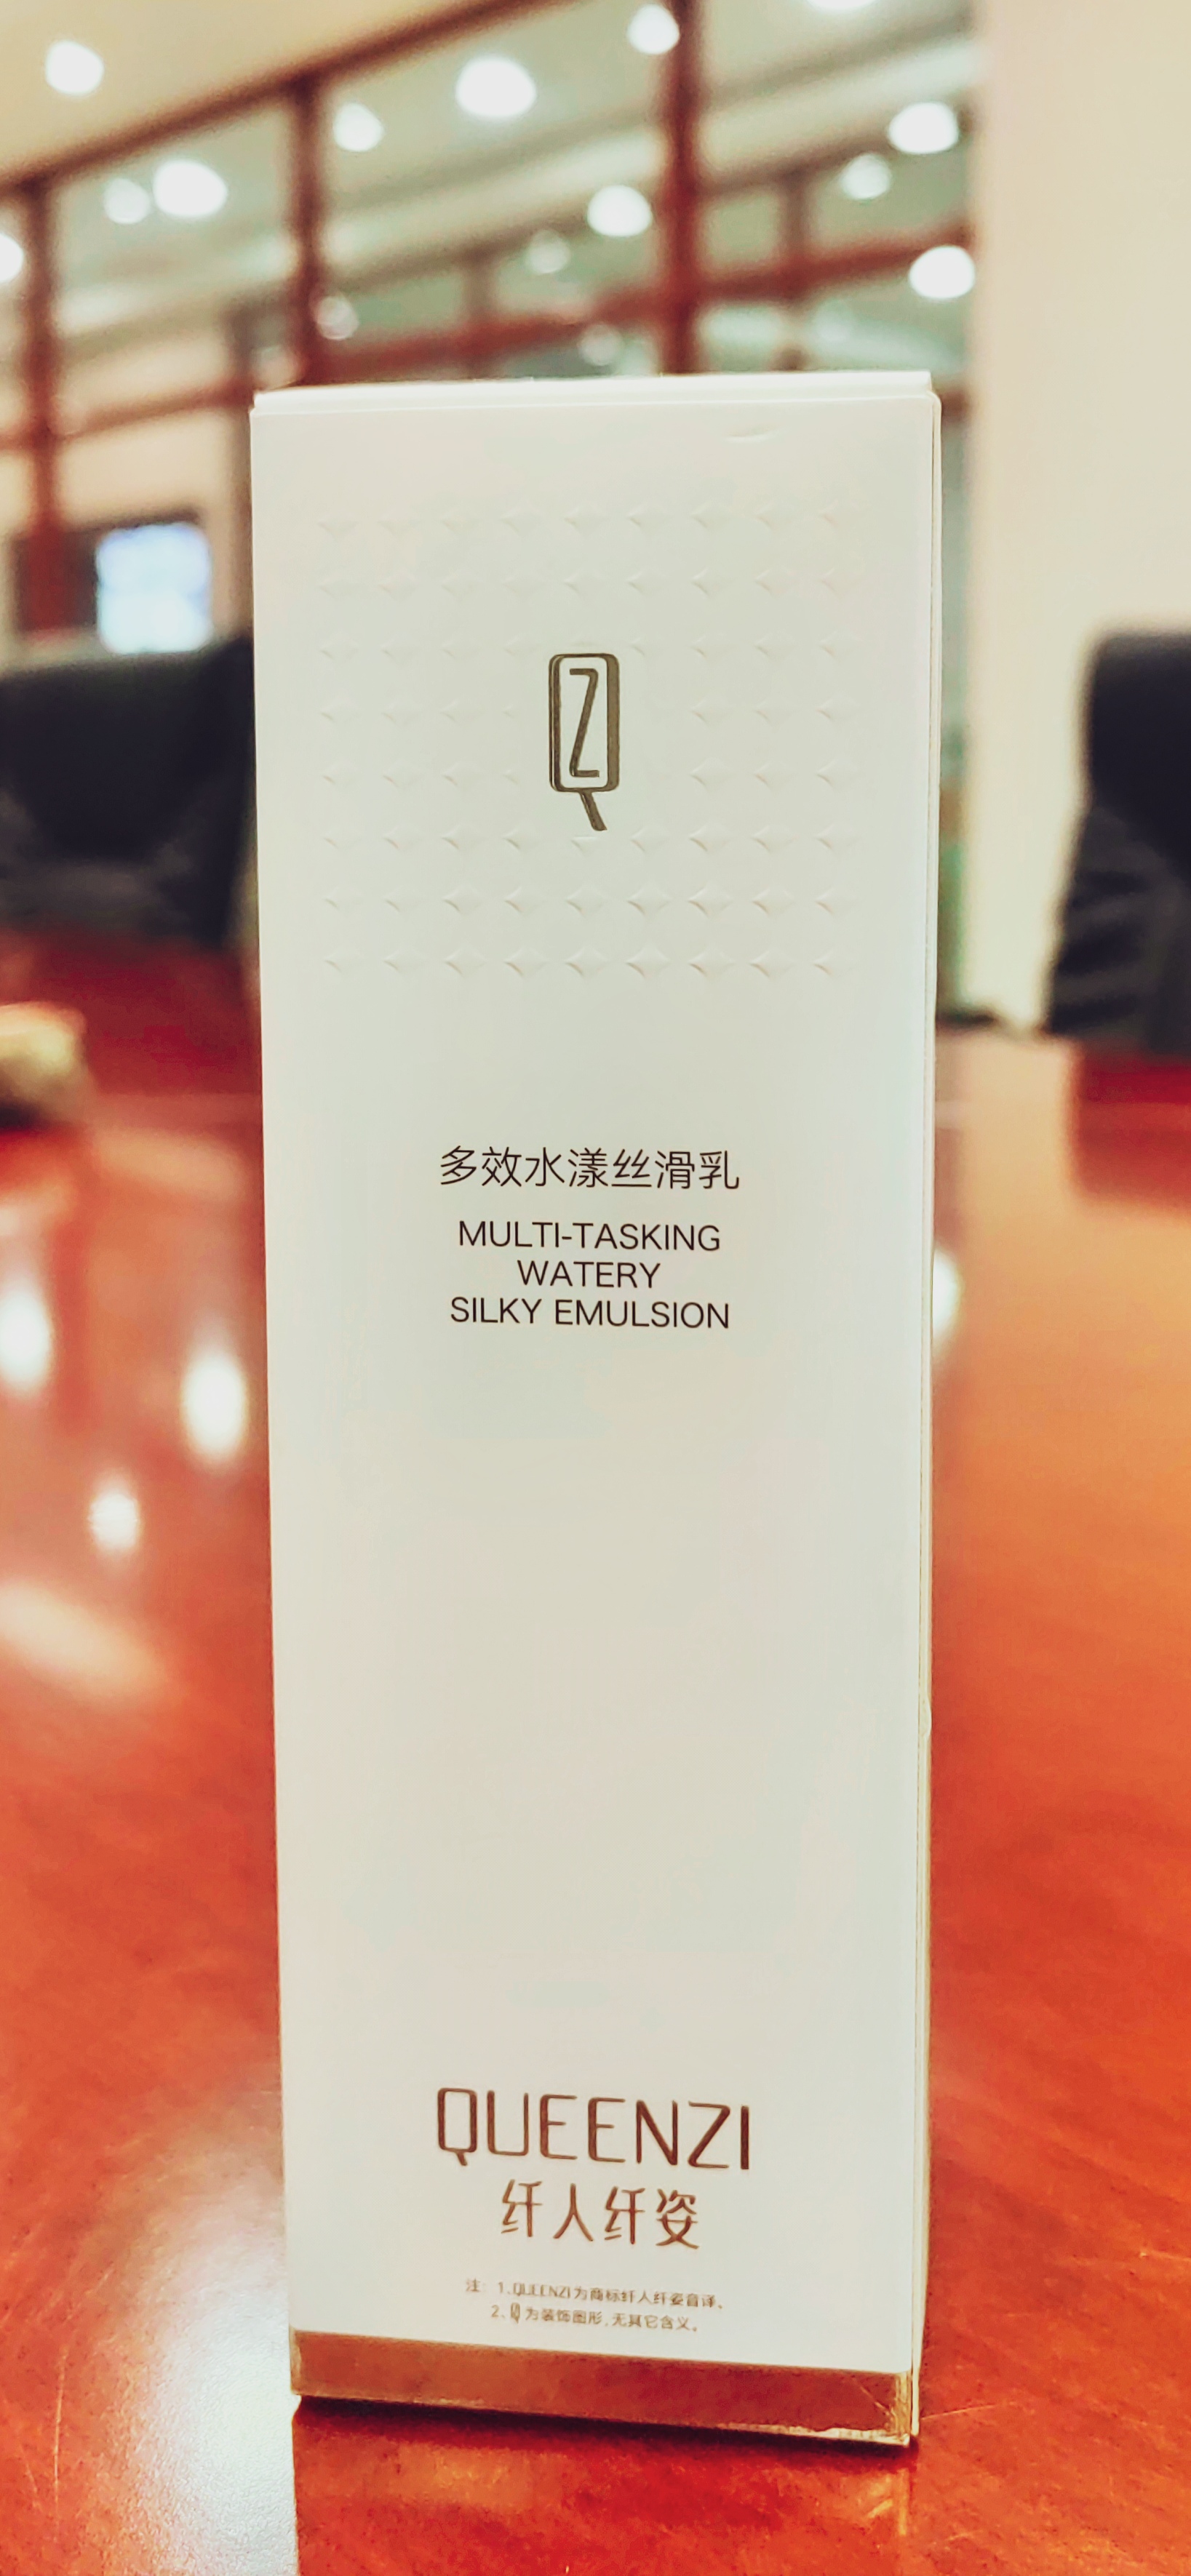 多效水漾丝滑乳
MULTI-TASKING
WATERY
SILKY EMULSION
QUEENZI
纤人纤姿
注: 1.QUEENZI为商标纤人纤姿音译、
2. 为装饰图形,无其它含义。